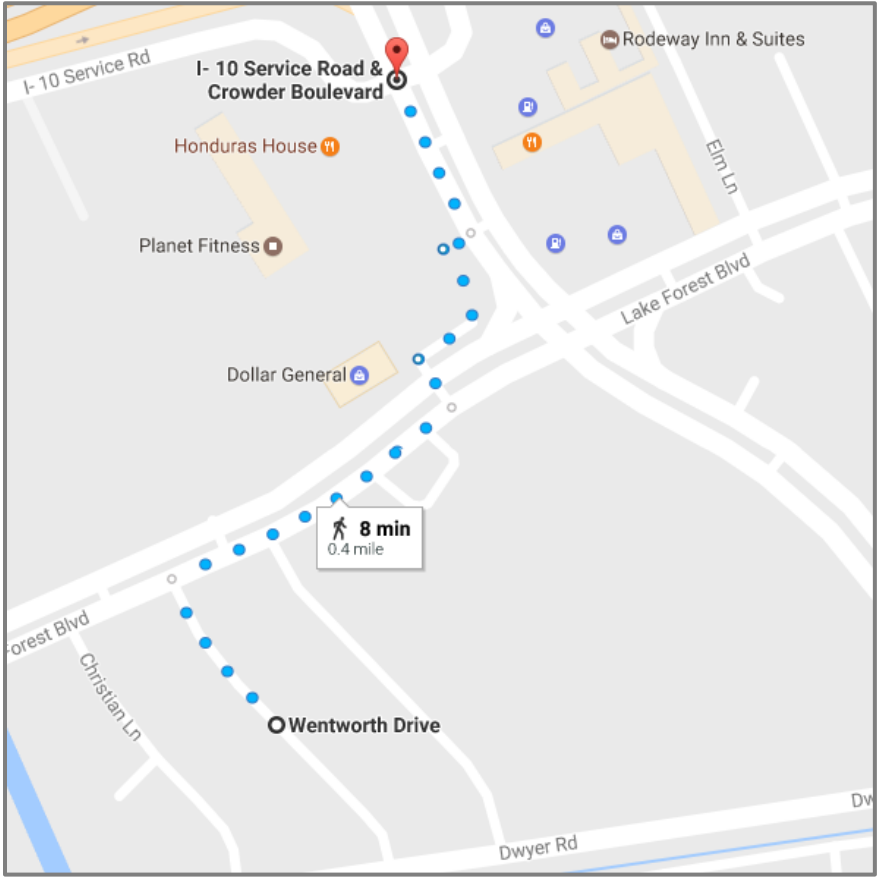 I- 10 Service Rd
I- 10 Service Road &
Crowder Boulevard
Rodeway Inn & Suites
Honduras House
Elm Ln
Planet Fitness
Lake Forest Blvd
Dollar General
8 min
0.4 mile
Forest Blvd
Christian Ln
Wentworth Drive
Dw
Dwyer Rd